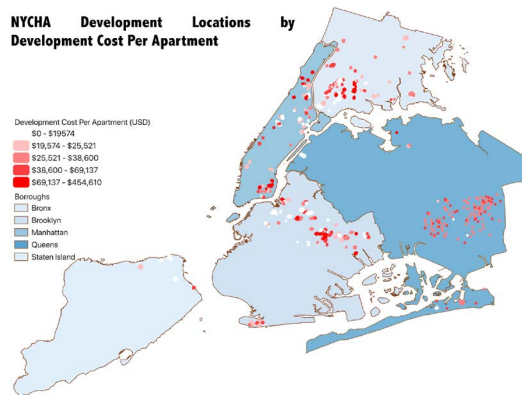 NYCHA Development Locations by
Development Cost Per Apartment
Development Cost Per Apartment (USD)
$0 - $19574
$19,574 - $25,521
$25,521 - $38,600
$38,600 - $69,137
$69,137 - $454,610
Boroughs
Bronx
Brooklyn
Manhattan
Queens
Staten Island